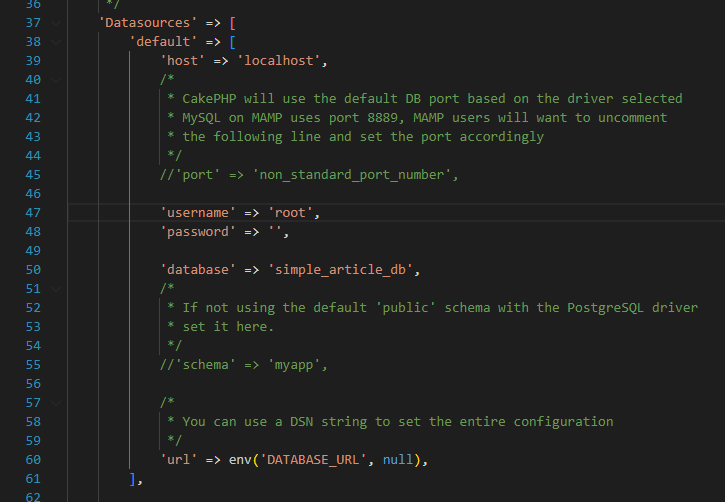 36 */
37 'Datasources' => [
38 'default' => [
39 'host' => 'localhost',
40 /*
41 * CakePHP will use the default DB port based on the driver selected
42 * MySQL on MAMP uses port 8889, MAMP users will want to uncomment
43 * the following line and set the port accordingly
44 */
45 //'port' => 'non_standard_port_number',
46
47 'username' => 'root',
48 'password' => '',
49
50 'database' => 'simple_article_db',
51 /*
52 * If not using the default 'public' schema with the PostgreSQL driver
53 * set it here.
54 */
55 //'schema' => 'myapp',
56
57 /*
58 * You can use a DSN string to set the entire configuration
59 */
60 'url' => env('DATABASE_URL', null),
61 ],
62